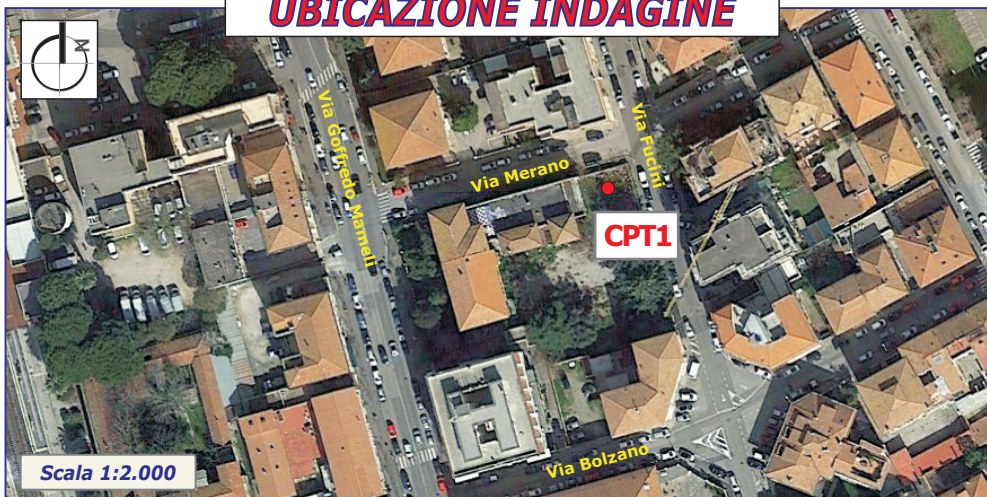 UBICAZIONE INDAGINE
N
Via Goffredo Mameli
Via Fucini
Via Merano
CPT1
Via Bolzano
Scala 1:2.000